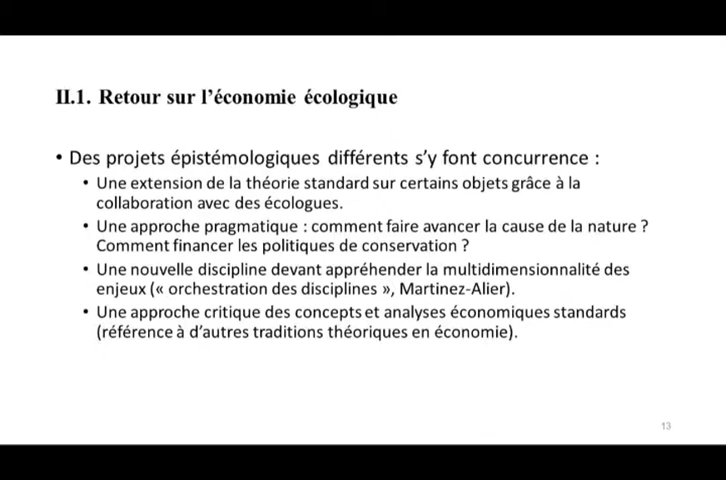 II.1. Retour sur l’économie écologique
• Des projets épistémologiques différents s’y font concurrence :
• Une extension de la théorie standard sur certains objets grâce à la
collaboration avec des écologues.
• Une approche pragmatique : comment faire avancer la cause de la nature ?
Comment financer les politiques de conservation ?
• Une nouvelle discipline devant appréhender la multidimensionnalité des
enjeux (« orchestration des disciplines », Martinez-Alier).
• Une approche critique des concepts et analyses économiques standards
(référence à d’autres traditions théoriques en économie).
13